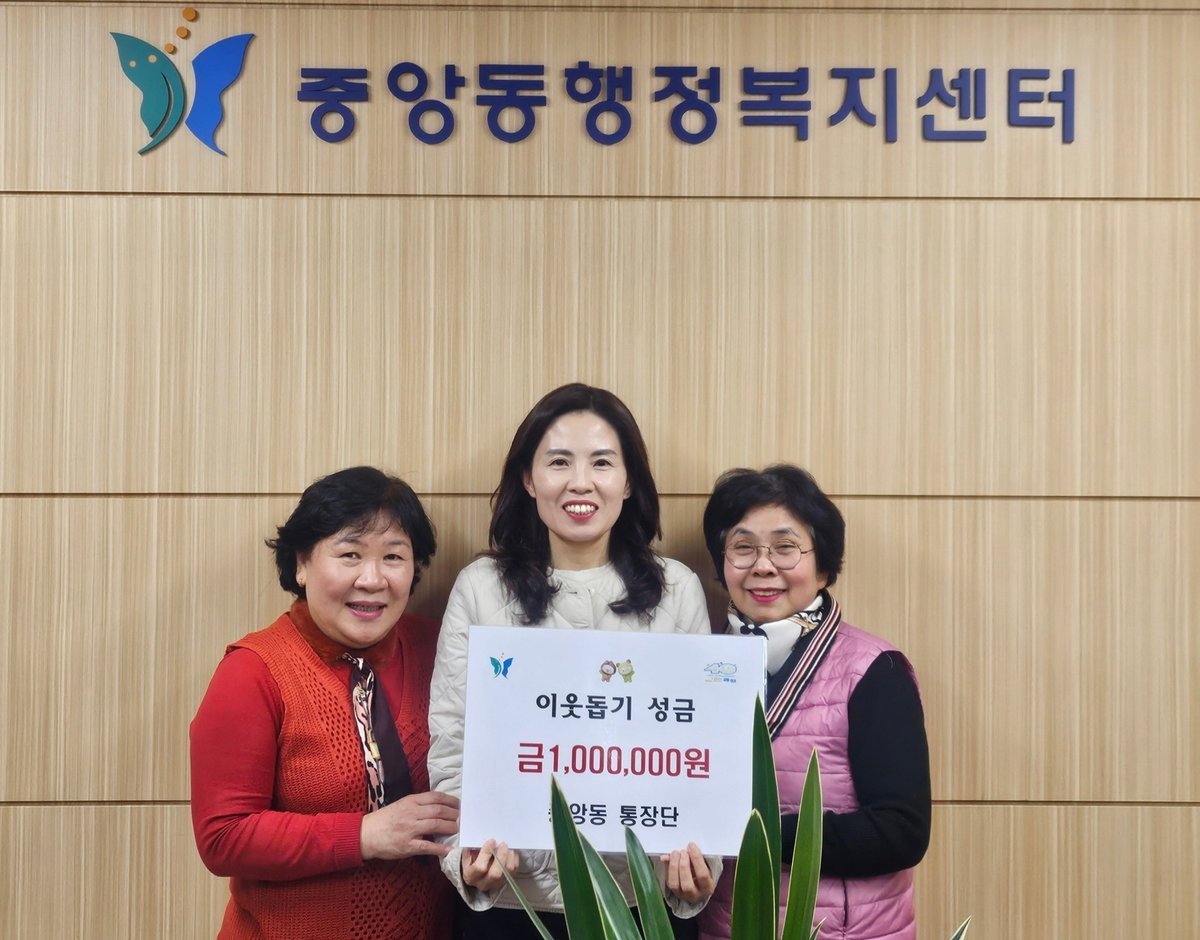 중앙동행정복지센터
이웃돕기 성금
금1,000,000원
중앙동 통장단